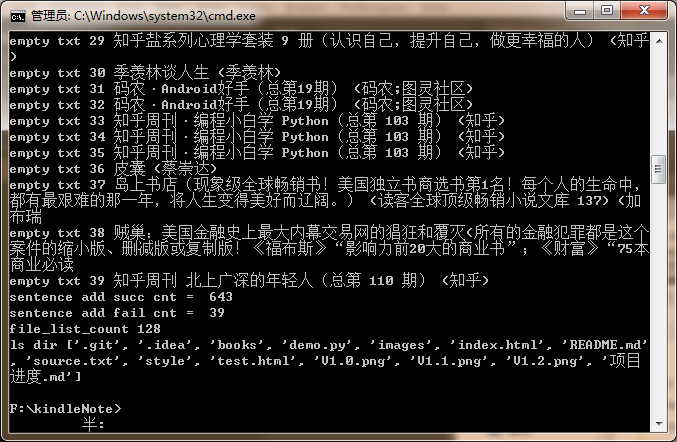 管理员: C:\Windows\system32\cmd.exe
empty txt 29 知乎盐系列心理学套装 9 册（认识自己，提升自己，做更幸福的人） (知乎
)
empty txt 30 季羡林谈人生 (季羡林)
empty txt 31 码农·Android好手（总第19期） (码农;图灵社区)
empty txt 32 码农·Android好手（总第19期） (码农;图灵社区)
empty txt 33 知乎周刊·编程小白学 Python（总第 103 期） (知乎)
empty txt 34 知乎周刊·编程小白学 Python（总第 103 期） (知乎)
empty txt 35 知乎周刊·编程小白学 Python（总第 103 期） (知乎)
empty txt 36 皮囊 (蔡崇达)
empty txt 37 岛上书店（现象级全球畅销书！美国独立书商选书第1名！每个人的生命中，
都有最艰难的那一年，将人生变得美好而辽阔。） (读客全球顶级畅销小说文库 137) (加
布瑞
empty txt 38 贼巢：美国金融史上最大内幕交易网的猖狂和覆灭(所有的金融犯罪都是这个
案件的缩小版、删减版或复制版！《福布斯》“影响力前20大的商业书”；《财富》“75本
商业必读
empty txt 39 知乎周刊 北上广深的年轻人（总第 110 期） (知乎)
sentence add succ cnt =  643
sentence add fail cnt =  39
file_list_count 128
ls dir ['.git', '.idea', 'books', 'demo.py', 'images', 'index.html', 'README.md'
, 'source.txt', 'style', 'test.html', 'V1.0.png', 'V1.1.png', 'V1.2.png', '项目
进度.md']
F:\kindleNote>
半: